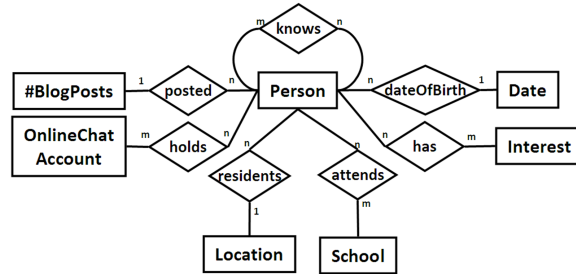 m knows n
#BlogPosts 1 posted n Person n dateOfBirth 1 Date
OnlineChat
Account
m holds n
n has m Interest
n residents 1
n attends m
Location
School